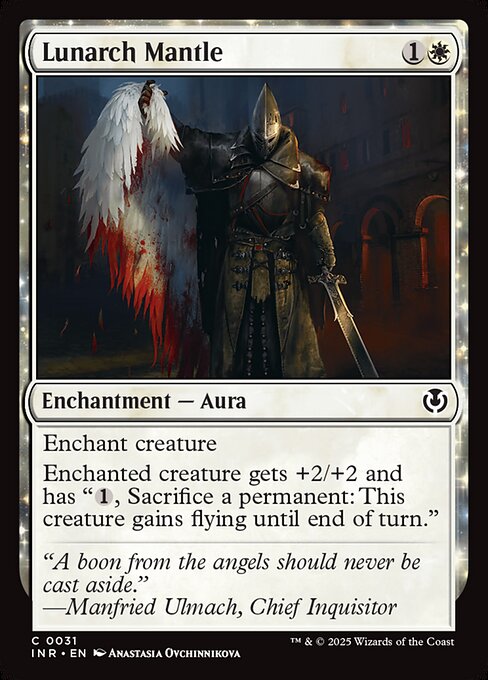 Lunarch Mantle 1
Enchantment — Aura
Enchant creature
Enchanted creature gets +2/+2 and
has “1, Sacrifice a permanent: This
creature gains flying until end of turn.”
“A boon from the angels should never be
cast aside.”
—Manfried Ulmach, Chief Inquisitor
C 0031
INR • EN Anastasia Ovchinnikova
™ & © 2025 Wizards of the Coast